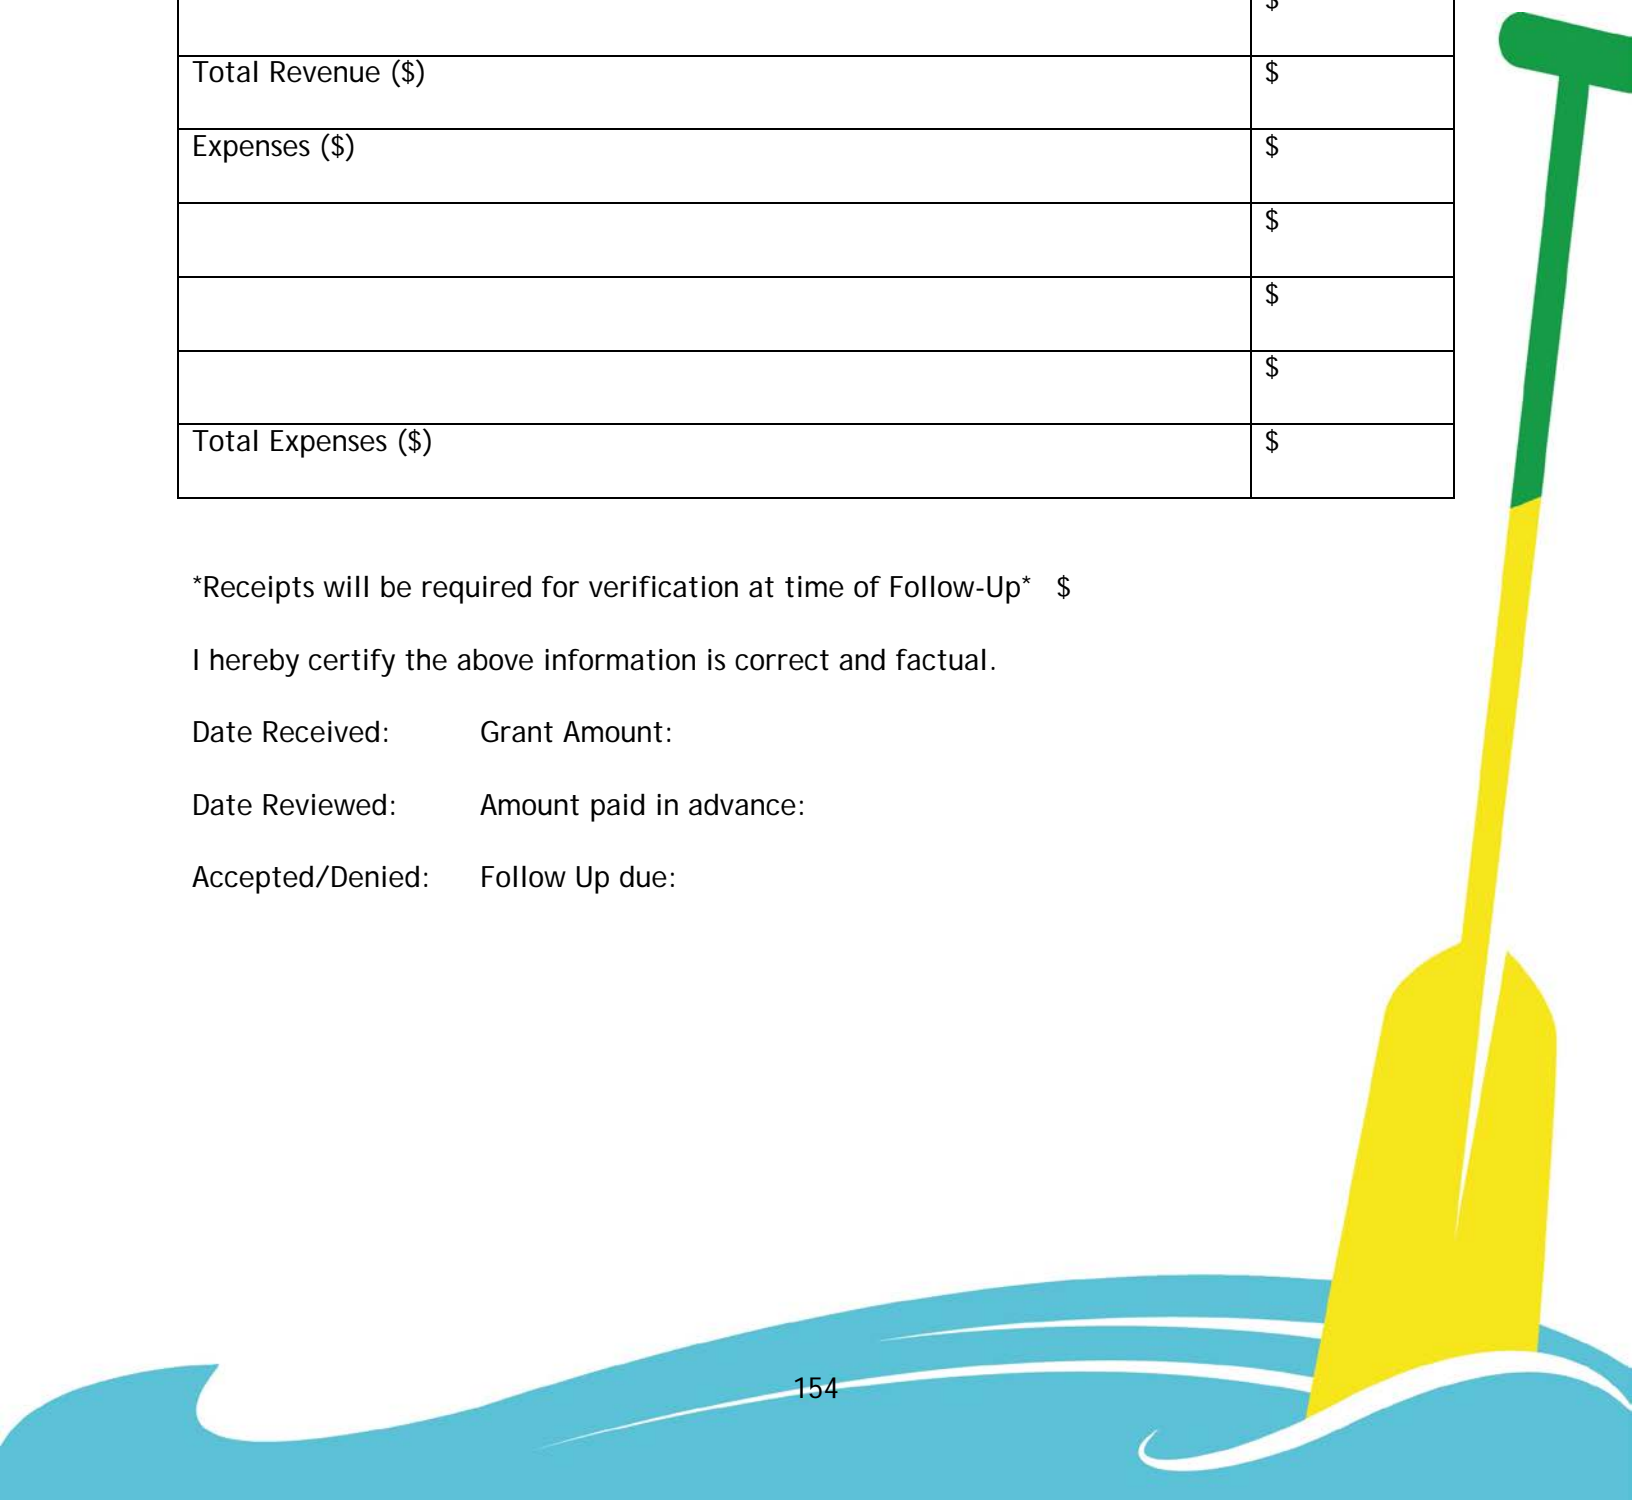 $
Total Revenue ($) $
Expenses ($) $
$
$
$
Total Expenses ($) $
*Receipts will be required for verification at time of Follow-Up* $
I hereby certify the above information is correct and factual.
Date Received: Grant Amount:
Date Reviewed: Amount paid in advance:
Accepted/Denied: Follow Up due:
154